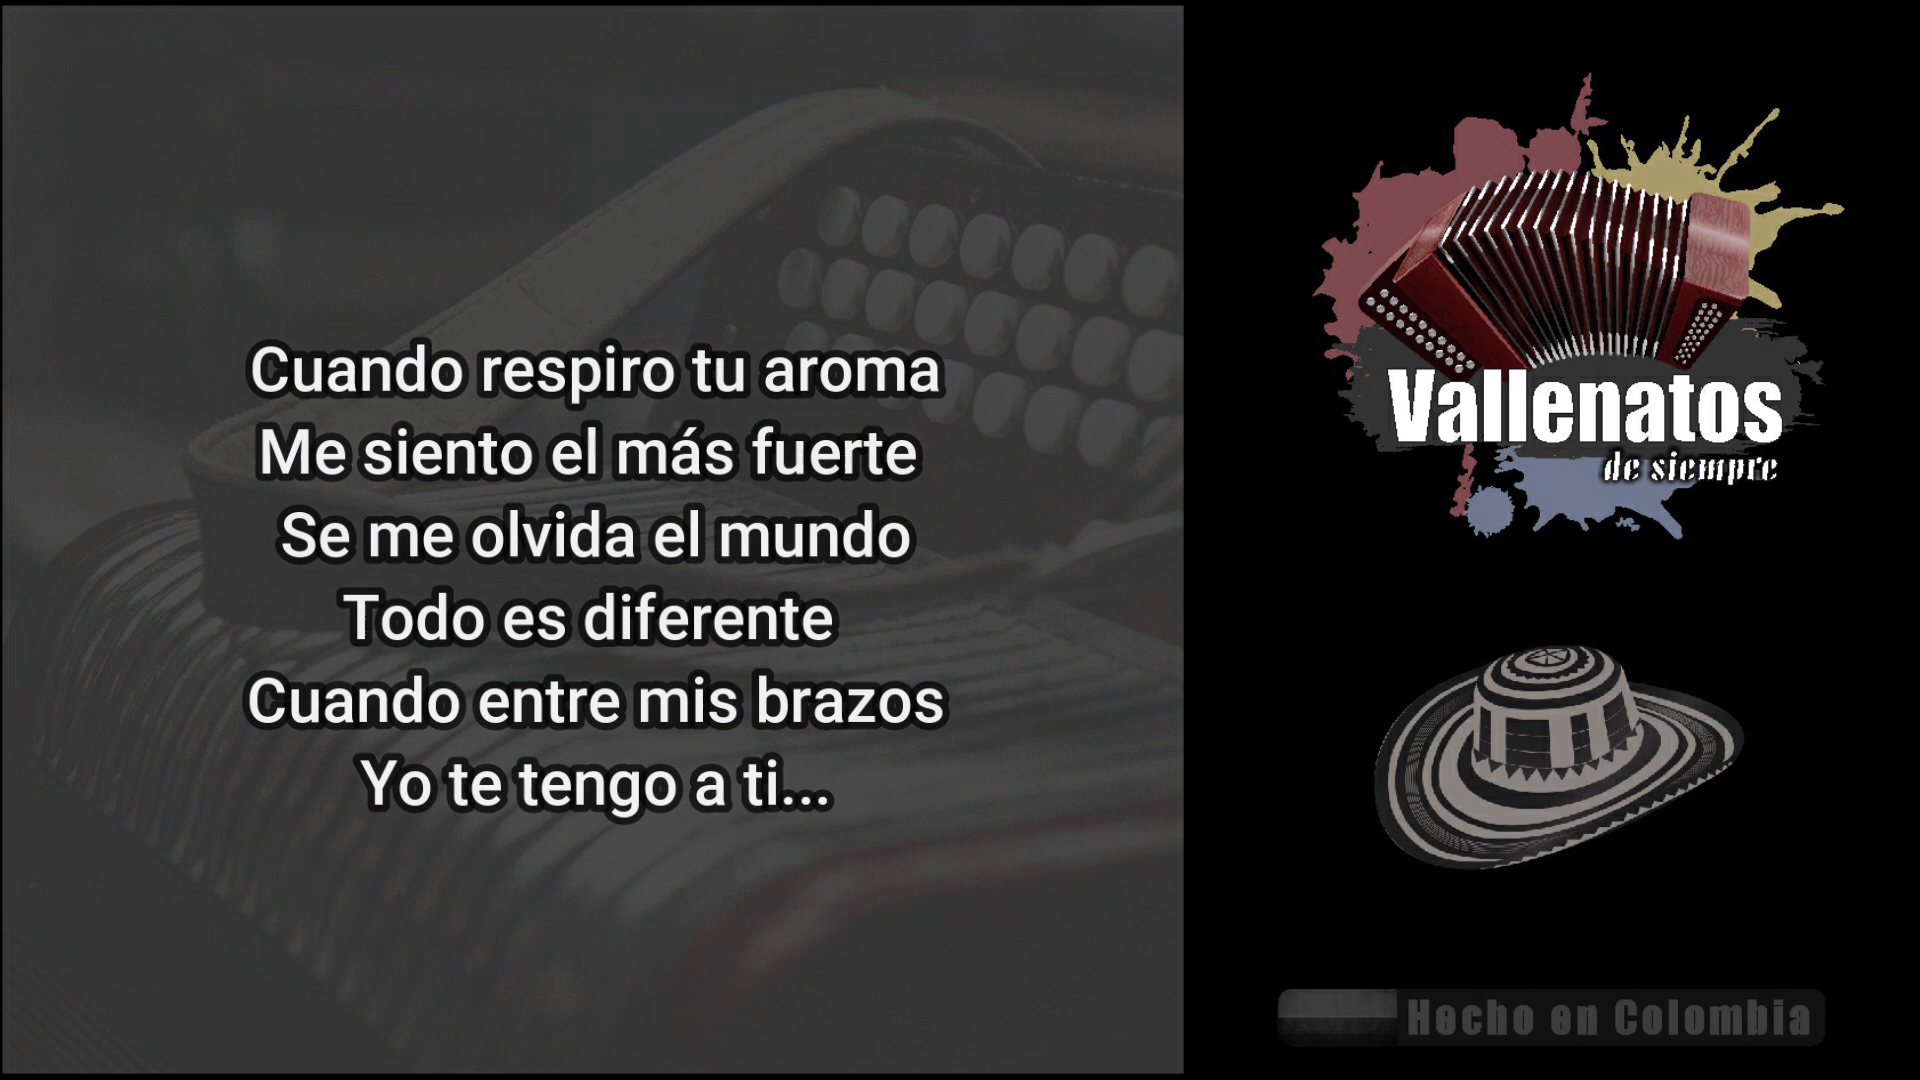 Cuando respiro tu aroma
Me siento el más fuerte
Se me olvida el mundo
Todo es diferente
Cuando entre mis brazos
Yo te tengo a ti...
Vallenatos
de siempre
Hecho en Colombia